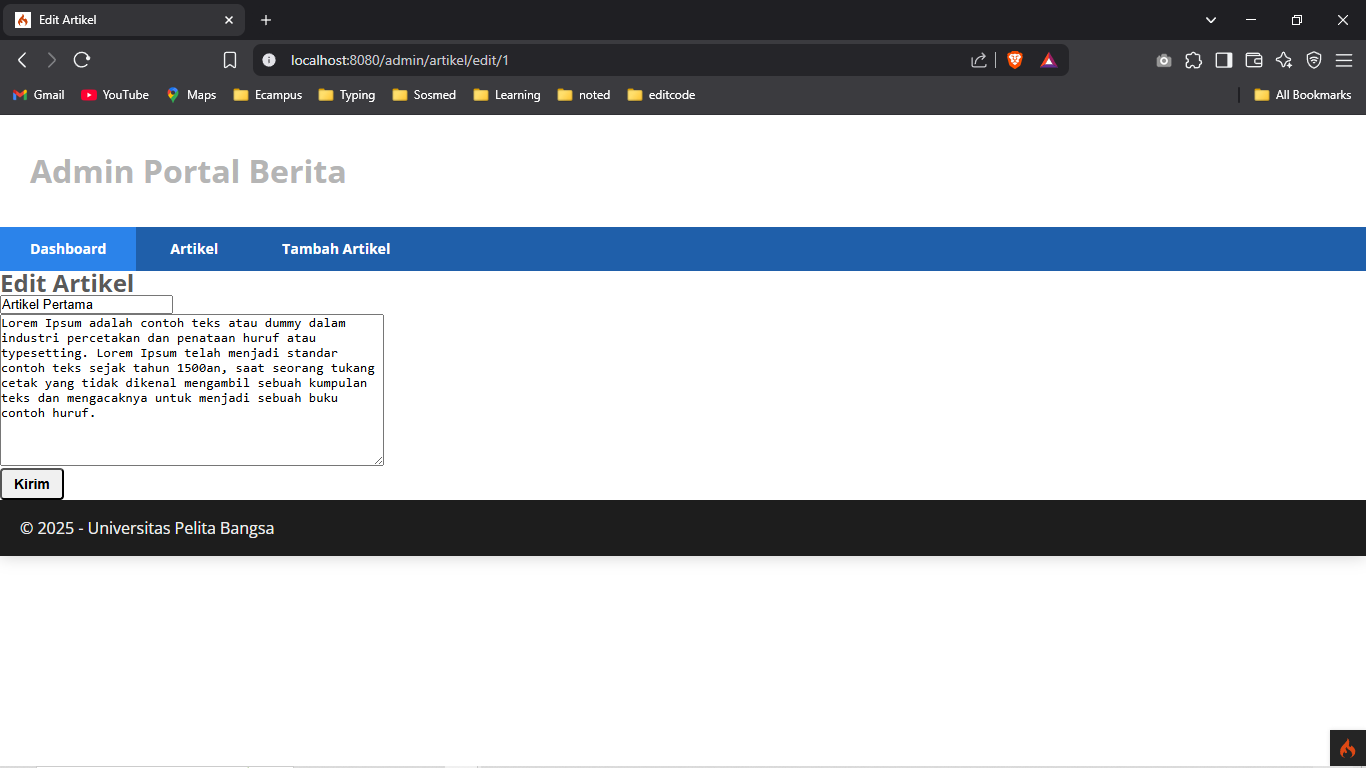 Edit Artikel
localhost:8080/admin/artikel/edit/1
Gmail YouTube Maps Ecampus Typing Sosmed Learning noted editcode All Bookmarks
Admin Portal Berita
Dashboard Artikel Tambah Artikel
Edit Artikel
Artikel Pertama
Lorem Ipsum adalah contoh teks atau dummy dalam
industri percetakan dan penataan huruf atau
typesetting. Lorem Ipsum telah menjadi standar
contoh teks sejak tahun 1500an, saat seorang tukang
cetak yang tidak dikenal mengambil sebuah kumpulan
teks dan mengacaknya untuk menjadi sebuah buku
contoh huruf.
Kirim
© 2025 - Universitas Pelita Bangsa